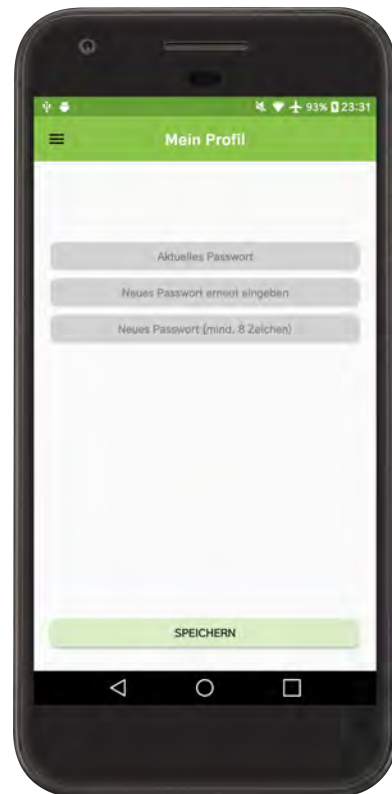 93% 23:31
Mein Profil
Aktuelles Passwort
Neues Passwort erneut eingeben
Neues Passwort (mind. 8 Zeichen)
SPEICHERN